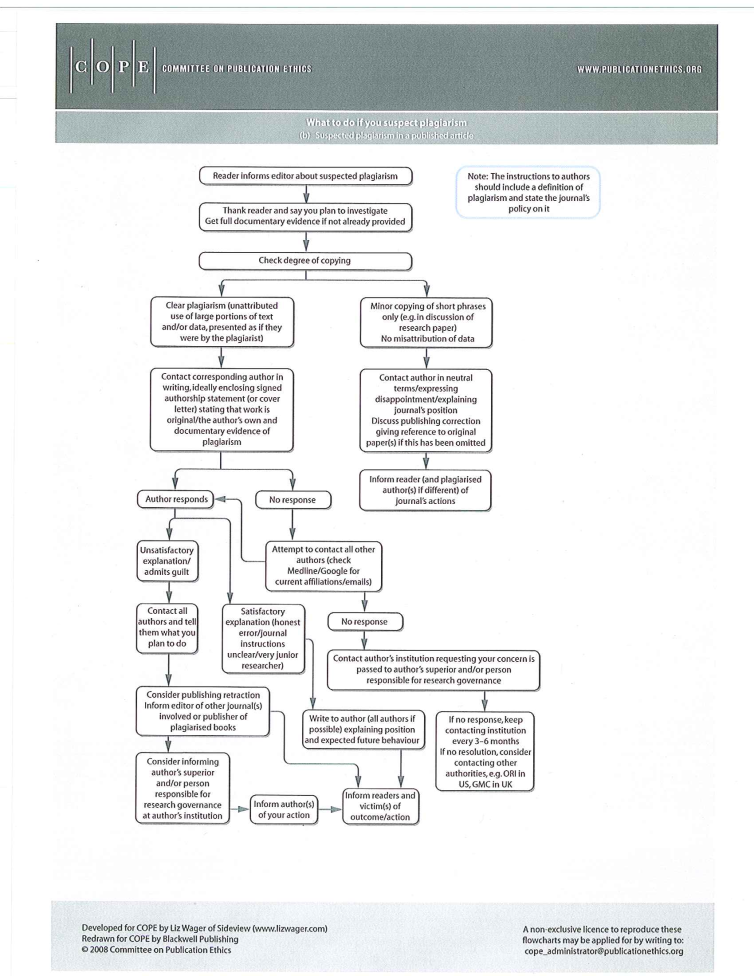 COPE COMMITTEE ON PUBLICATION ETHICS
WWW.PUBLICATIONETHICS.ORG
What to do if you suspect plagiarism
(b) Suspected plagiarism in a published article
Reader informs editor about suspected plagiarism
Note: The instructions to authors
should include a definition of
plagiarism and state the journal's
policy on it
Thank reader and say you plan to investigate
Get full documentary evidence if not already provided
Check degree of copying
Clear plagiarism (unattributed
use of large portions of text
and/or data, presented as if they
were by the plagiarist)
Minor copying of short phrases
only (e.g. in discussion of
research paper)
No misattribution of data
Contact corresponding author in
writing, ideally enclosing signed
authorship statement (or cover
letter) stating that work is
original/the author's own and
documentary evidence of
plagiarism
Contact author in neutral
terms/expressing
disappointment/explaining
journal's position
Discuss publishing correction
giving reference to original
paper(s) if this has been omitted
Inform reader (and plagiarised
author(s) if different) of
journal's actions
Author responds
No response
Unsatisfactory
explanation/
admits guilt
Attempt to contact all other
authors (check
Medline/Google for
current affiliations/emails)
Contact all
authors and tell
them what you
plan to do
Satisfactory
explanation (honest
error/journal
instructions
unclear/very junior
researcher)
No response
Contact author's institution requesting your concern is
passed to author's superior and/or person
responsible for research governance
Consider publishing retraction
Inform editor of other journal(s)
involved or publisher of
plagiarised books
Write to author (all authors if
possible) explaining position
and expected future behaviour
If no response, keep
contacting institution
every 3–6 months
If no resolution, consider
contacting other
authorities, e.g. ORI in
US, GMC in UK
Consider informing
author's superior
and/or person
responsible for
research governance
at author's institution
Inform author(s)
of your action
Inform readers and
victim(s) of
outcome/action
Developed for COPE by Liz Wager of Sideview (www.lizwager.com)
Redrawn for COPE by Blackwell Publishing
© 2008 Committee on Publication Ethics
A non-exclusive licence to reproduce these
flowcharts may be applied for by writing to:
cope_administrator@publicationethics.org